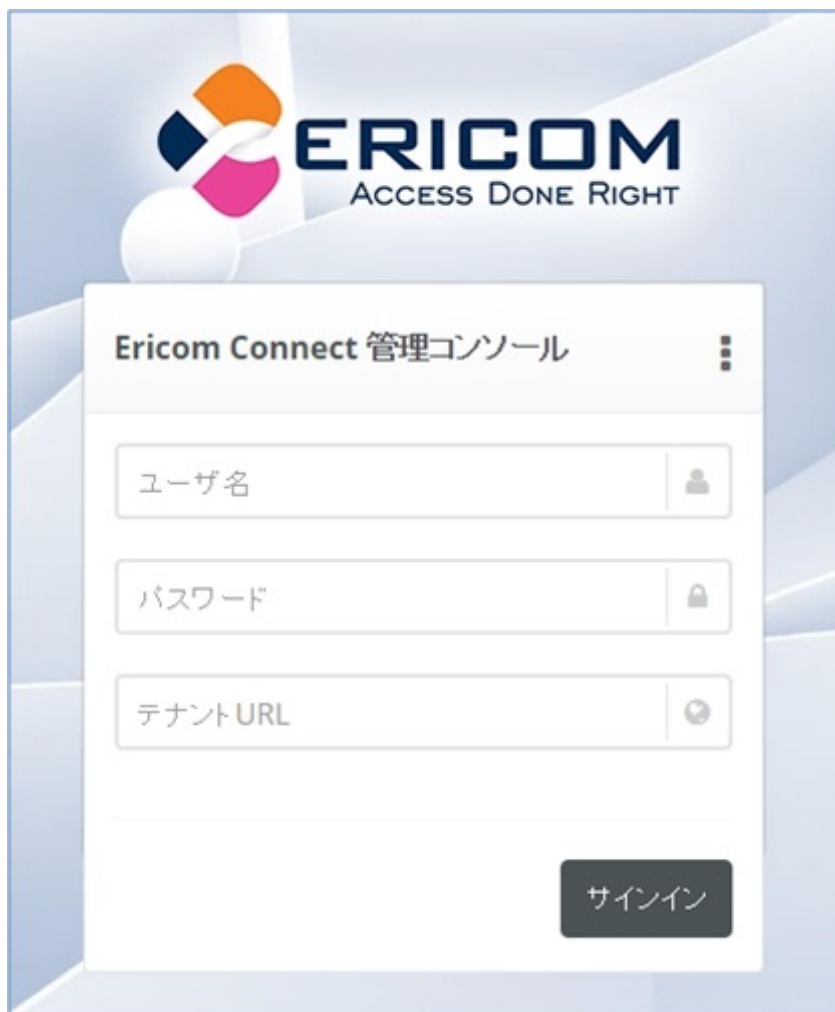 ERICOM
ACCESS DONE RIGHT
Ericom Connect 管理コンソール
ユーザ名
パスワード
テナントURL
サインイン